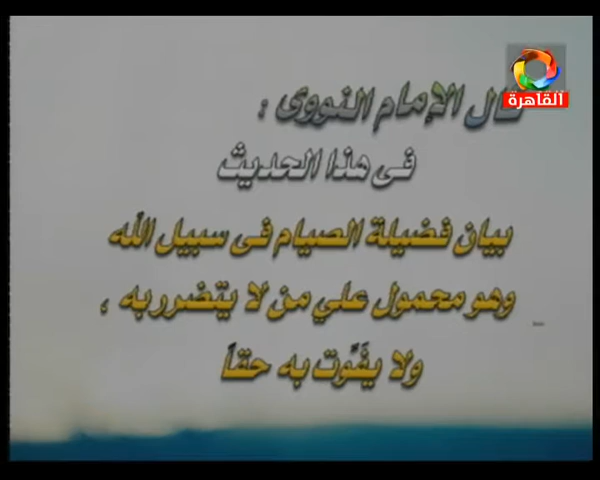 القاهرة
قال الإمام النووى :
فى هذا الحديث
بيان فضيلة الصيام فى سبيل الله
وهو محمول علي من لا يتضرر به ،
ولا يفَوّت به حقاً